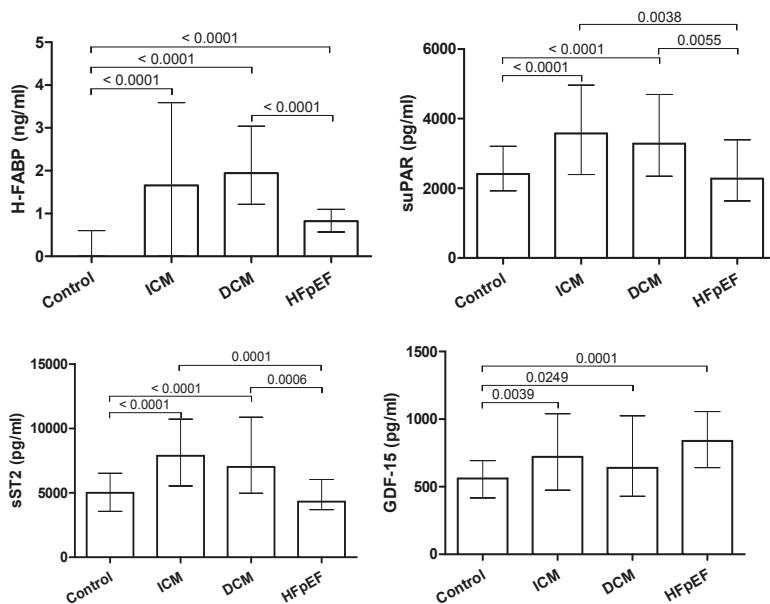 < 0.0001
< 0.0001
< 0.0001
< 0.0001
H-FABP (ng/ml)
5
4
3
2
1
0
Control
ICM
DCM
HFpEF
0.0038
0.0055
< 0.0001
< 0.0001
suPAR (pg/ml)
6000
4000
2000
0
Control
ICM
DCM
HFpEF
0.0001
0.0006
< 0.0001
< 0.0001
sST2 (pg/ml)
15000
10000
5000
0
Control
ICM
DCM
HFpEF
0.0001
0.0249
0.0039
GDF-15 (pg/ml)
1500
1000
500
0
Control
ICM
DCM
HFpEF